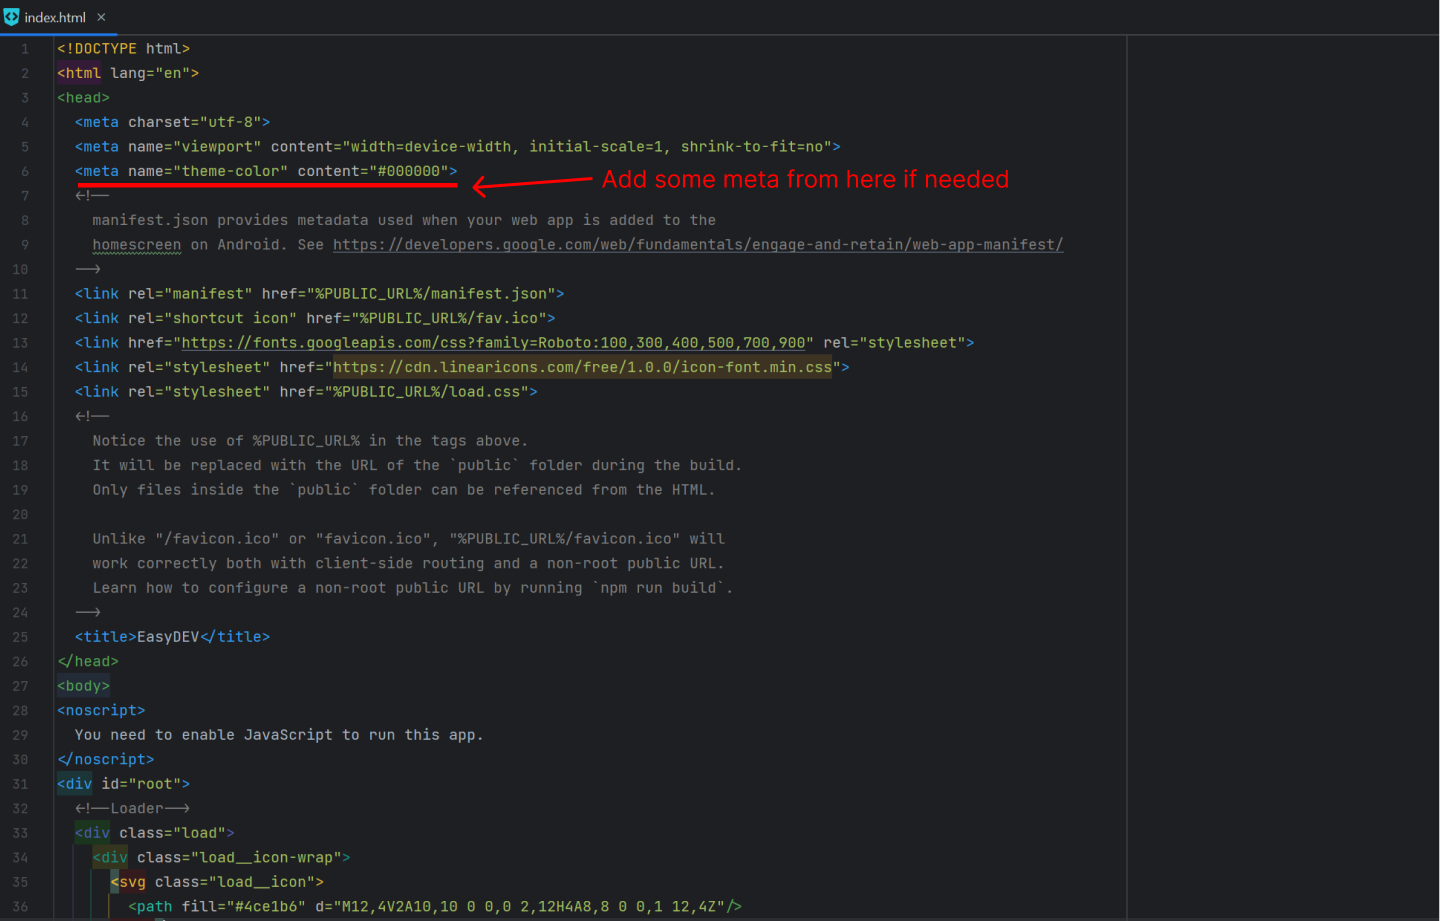 index.html ×
1 <!DOCTYPE html>
2 <html lang="en">
3 <head>
4 <meta charset="utf-8">
5 <meta name="viewport" content="width=device-width, initial-scale=1, shrink-to-fit=no">
6 <meta name="theme-color" content="#000000">
Add some meta from here if needed
7 <!--
8 manifest.json provides metadata used when your web app is added to the
9 homescreen on Android. See https://developers.google.com/web/fundamentals/engage-and-retain/web-app-manifest/
10 -->
11 <link rel="manifest" href="%PUBLIC_URL%/manifest.json">
12 <link rel="shortcut icon" href="%PUBLIC_URL%/fav.ico">
13 <link href="https://fonts.googleapis.com/css?family=Roboto:100,300,400,500,700,900" rel="stylesheet">
14 <link rel="stylesheet" href="https://cdn.linearicons.com/free/1.0.0/icon-font.min.css">
15 <link rel="stylesheet" href="%PUBLIC_URL%/load.css">
16 <!--
17 Notice the use of %PUBLIC_URL% in the tags above.
18 It will be replaced with the URL of the `public` folder during the build.
19 Only files inside the `public` folder can be referenced from the HTML.
20
21 Unlike "/favicon.ico" or "favicon.ico", "%PUBLIC_URL%/favicon.ico" will
22 work correctly both with client-side routing and a non-root public URL.
23 Learn how to configure a non-root public URL by running `npm run build`.
24 -->
25 <title>EasyDEV</title>
26 </head>
27 <body>
28 <noscript>
29 You need to enable JavaScript to run this app.
30 </noscript>
31 <div id="root">
32 <!--Loader-->
33 <div class="load">
34 <div class="load__icon-wrap">
35 <svg class="load__icon">
36 <path fill="#4ce1b6" d="M12,4V2A10,10 0 0,0 2,12H4A8,8 0 0,1 12,4Z"/>